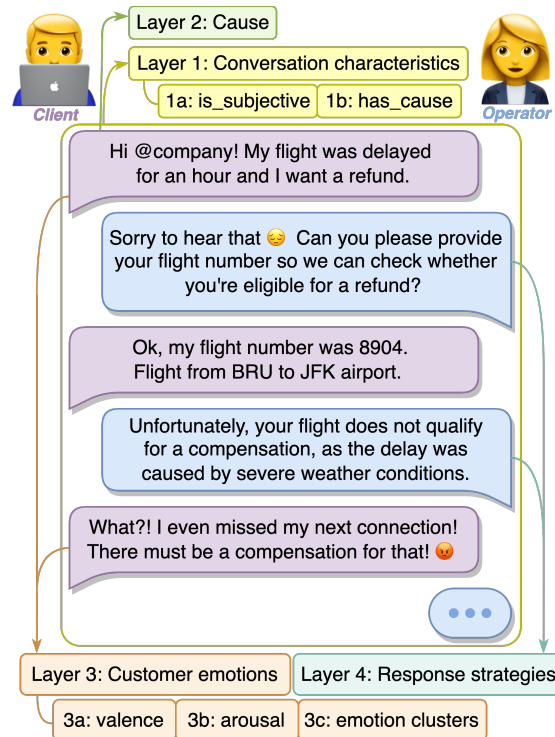 Layer 2: Cause
Layer 1: Conversation characteristics
1a: is_subjective
1b: has_cause
Client
Operator
Hi @company! My flight was delayed
for an hour and I want a refund.
Sorry to hear that 😔 Can you please provide
your flight number so we can check whether
you're eligible for a refund?
Ok, my flight number was 8904.
Flight from BRU to JFK airport.
Unfortunately, your flight does not qualify
for a compensation, as the delay was
caused by severe weather conditions.
What?! I even missed my next connection!
There must be a compensation for that! 😡
Layer 3: Customer emotions
Layer 4: Response strategies
3a: valence
3b: arousal
3c: emotion clusters